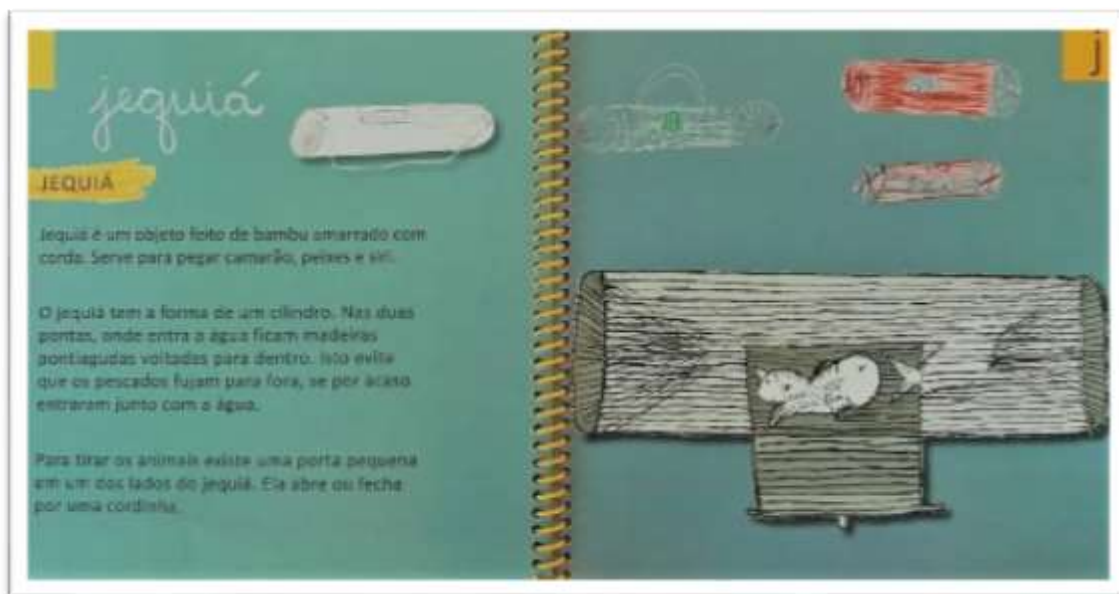 jequiá
JEQUIÁ
Jequiá é um objeto feito de bambu amarrado com
corda. Serve para pegar camarão, peixes e siri.
O jequiá tem a forma de um cilindro. Nas duas
pontas, onde entra a água ficam madeiras
pontiagudas voltadas para dentro. Isto evita
que os pescados fujam para fora, se por acaso
entraram junto com a água.
Para tirar os animais existe uma porta pequena
em um dos lados do jequiá. Ela abre ou fecha
por uma cordinha.